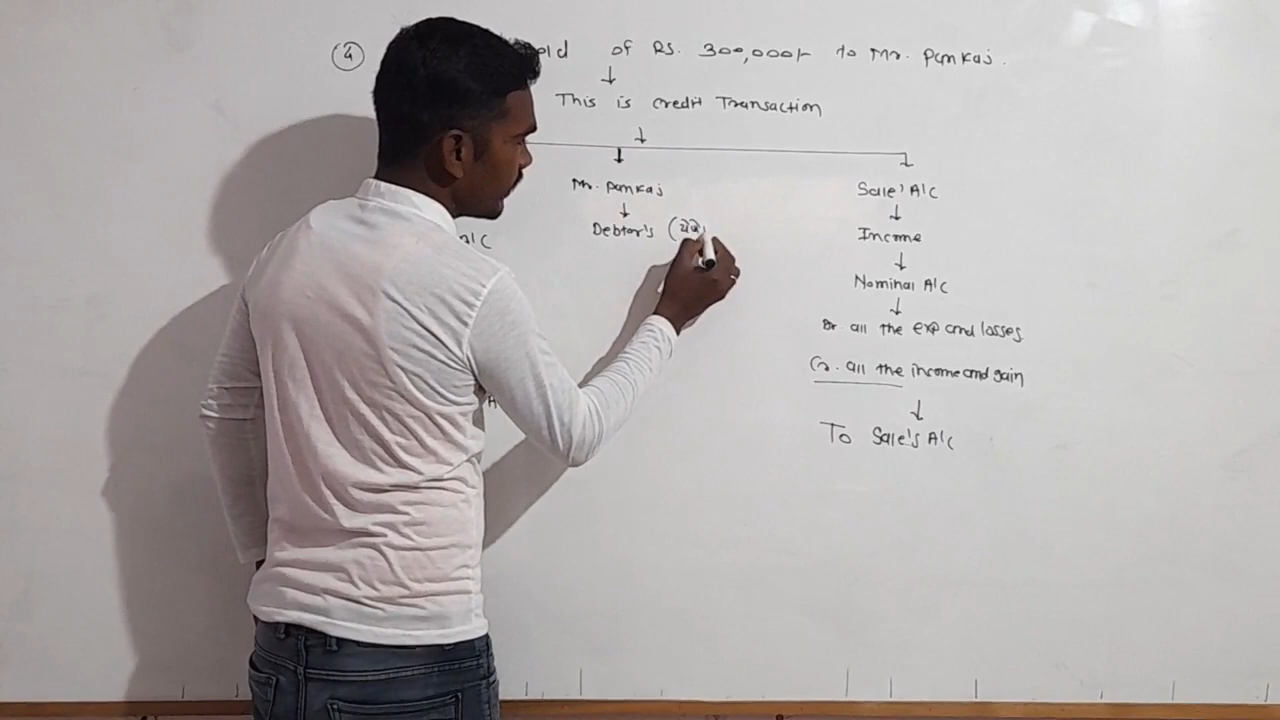 4 old of Rs. 300,000/- to Mr. Pankaj.
This is credit Transaction
Mr. Pankaj
Sale's A/C
Debtor's
A/C
Income
Nominal A/C
Dr. all the exp and losses
Cr. all the income and gain
To Sale's A/C